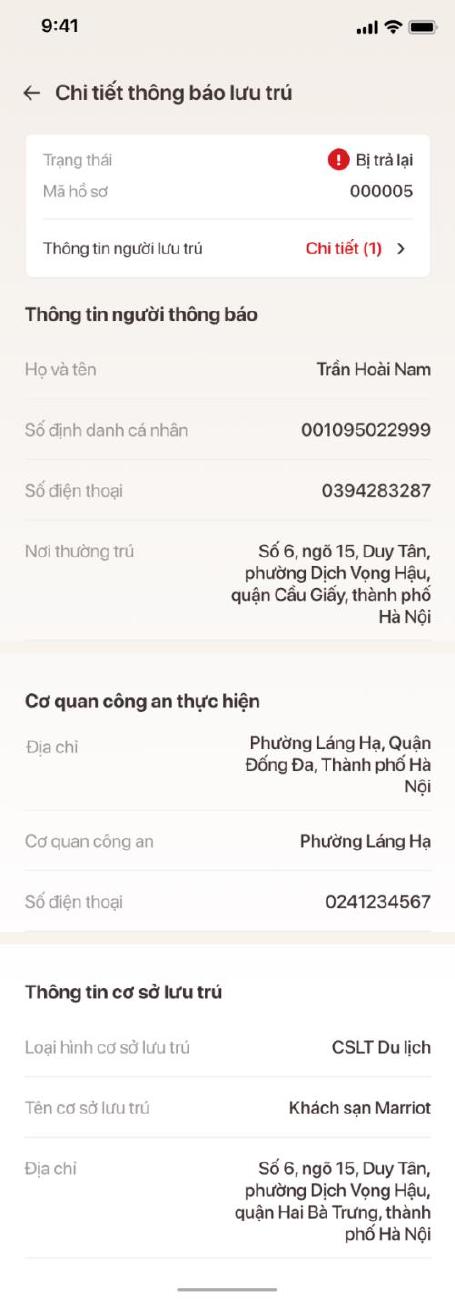 9:41
Chi tiết thông báo lưu trú
Trạng thái Bị trả lại
Mã hồ sơ 000005
Thông tin người lưu trú Chi tiết (1)
Thông tin người thông báo
Họ và tên Trần Hoài Nam
Số định danh cá nhân 001095022999
Số điện thoại 0394283287
Nơi thường trú Số 6, ngõ 15, Duy Tân,
phường Dịch Vọng Hậu,
quận Cầu Giấy, thành phố
Hà Nội
Cơ quan công an thực hiện
Địa chỉ Phường Láng Hạ, Quận
Đống Đa, Thành phố Hà
Nội
Cơ quan công an Phường Láng Hạ
Số điện thoại 0241234567
Thông tin cơ sở lưu trú
Loại hình cơ sở lưu trú CSLT Du lịch
Tên cơ sở lưu trú Khách sạn Marriot
Địa chỉ Số 6, ngõ 15, Duy Tân,
phường Dịch Vọng Hậu,
quận Hai Bà Trưng, thành
phố Hà Nội